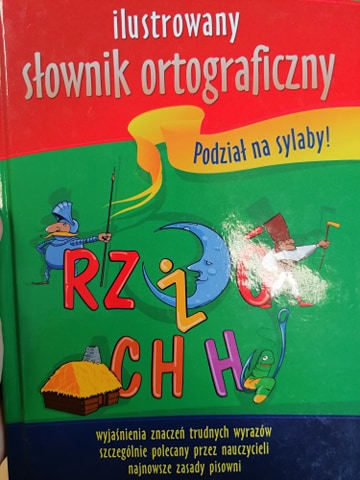 ilustrowany
słownik ortograficzny
Podział na sylaby!
RZ Ż
CH H
wyjaśnienia znaczeń trudnych wyrazów
szczególnie polecany przez nauczycieli
najnowsze zasady pisowni